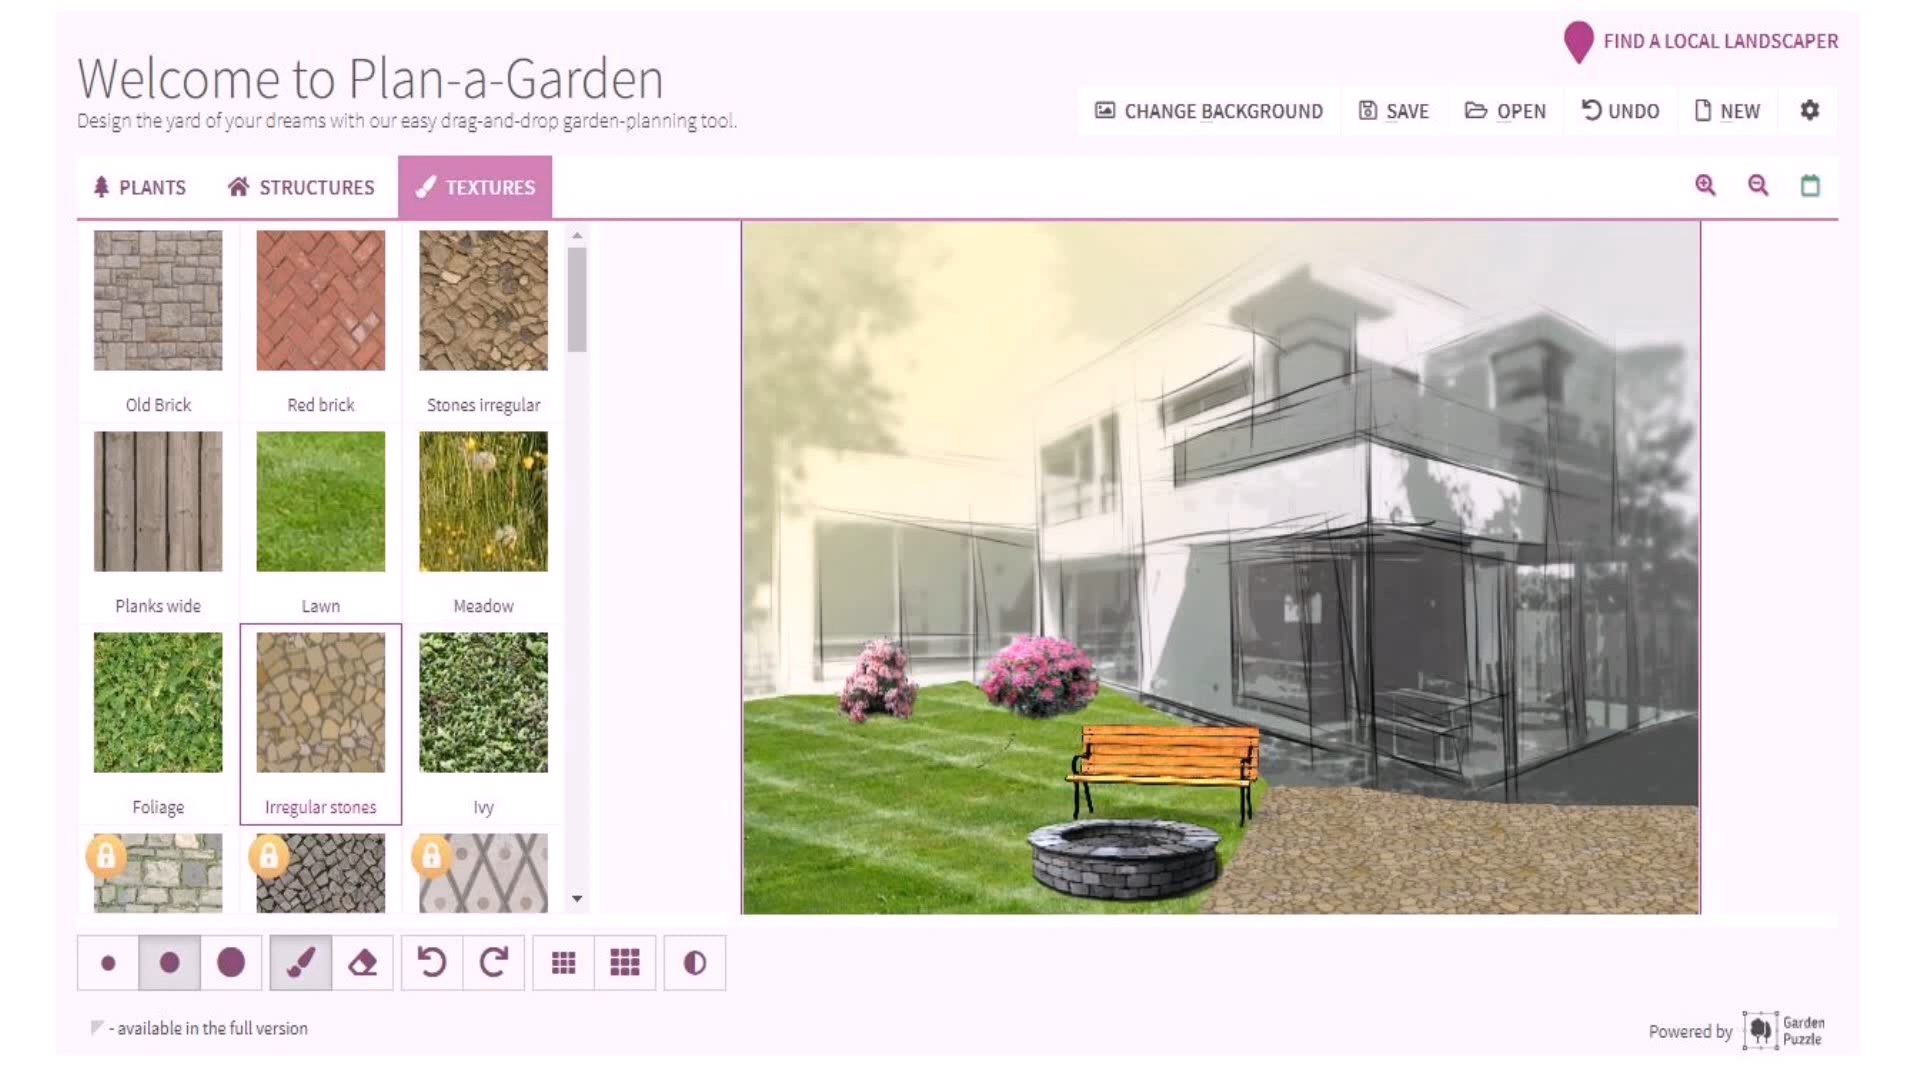 FIND A LOCAL LANDSCAPER
Welcome to Plan-a-Garden
Design the yard of your dreams with our easy drag-and-drop garden-planning tool.
CHANGE BACKGROUND SAVE OPEN UNDO NEW
PLANTS STRUCTURES TEXTURES
Old Brick Red brick Stones irregular
Planks wide Lawn Meadow
Foliage Irregular stones Ivy
- available in the full version
Powered by Garden
Puzzle